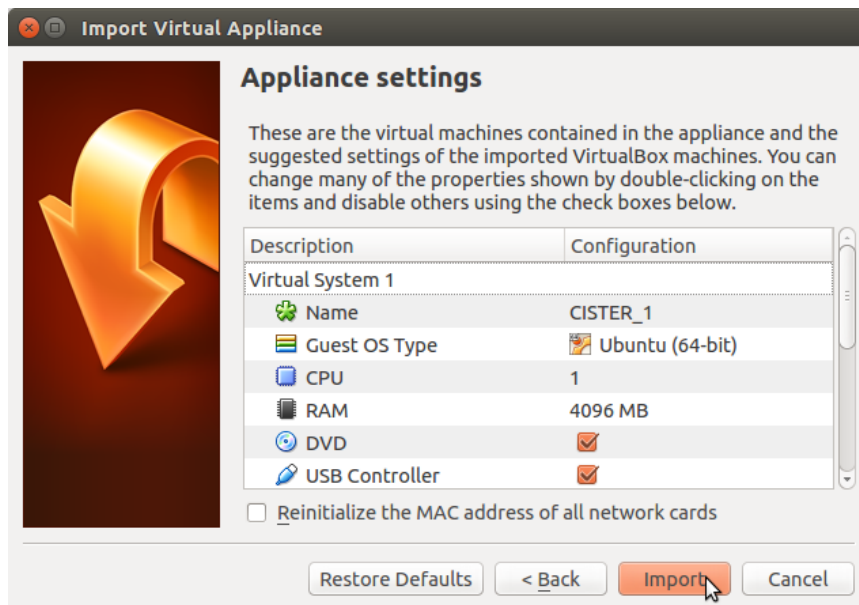 Import Virtual Appliance
Appliance settings
These are the virtual machines contained in the appliance and the
suggested settings of the imported VirtualBox machines. You can
change many of the properties shown by double-clicking on the
items and disable others using the check boxes below.
Description Configuration
Virtual System 1
Name CISTER_1
Guest OS Type Ubuntu (64-bit)
CPU 1
RAM 4096 MB
DVD
USB Controller
Reinitialize the MAC address of all network cards
Restore Defaults < Back Import Cancel